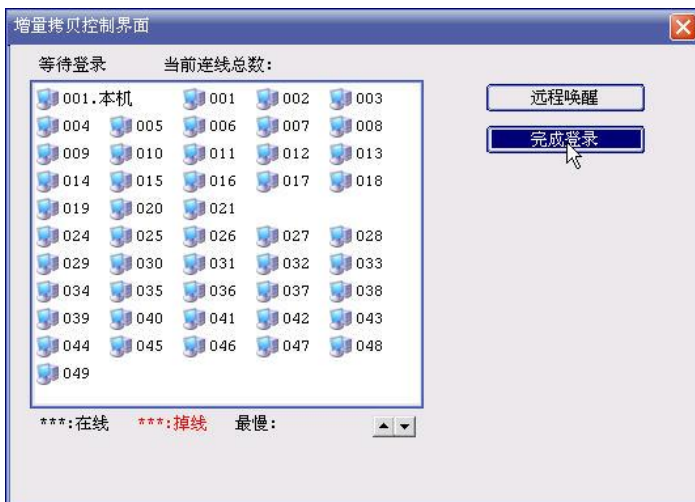 增量拷贝控制界面
等待登录 当前连线总数:
001.本机 001 002 003
004 005 006 007 008
009 010 011 012 013
014 015 016 017 018
019 020 021
024 025 026 027 028
029 030 031 032 033
034 035 036 037 038
039 040 041 042 043
044 045 046 047 048
049
远程唤醒
完成登录
***:在线 ***:掉线 最慢: